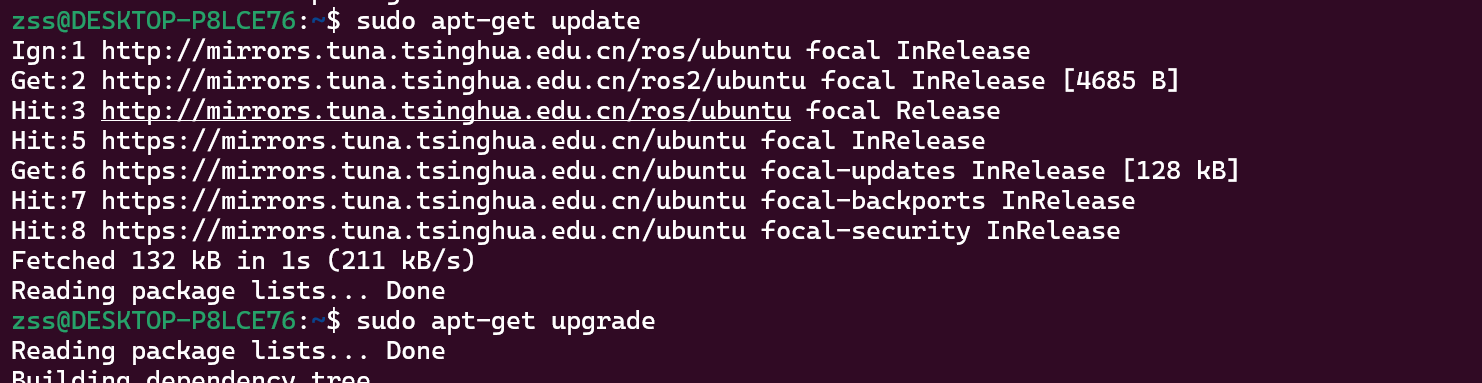 zss@DESKTOP-P8LCE76:~$ sudo apt-get update
Ign:1 http://mirrors.tuna.tsinghua.edu.cn/ros/ubuntu focal InRelease
Get:2 http://mirrors.tuna.tsinghua.edu.cn/ros2/ubuntu focal InRelease [4685 B]
Hit:3 http://mirrors.tuna.tsinghua.edu.cn/ros/ubuntu focal Release
Hit:5 https://mirrors.tuna.tsinghua.edu.cn/ubuntu focal InRelease
Get:6 https://mirrors.tuna.tsinghua.edu.cn/ubuntu focal-updates InRelease [128 kB]
Hit:7 https://mirrors.tuna.tsinghua.edu.cn/ubuntu focal-backports InRelease
Hit:8 https://mirrors.tuna.tsinghua.edu.cn/ubuntu focal-security InRelease
Fetched 132 kB in 1s (211 kB/s)
Reading package lists... Done
zss@DESKTOP-P8LCE76:~$ sudo apt-get upgrade
Reading package lists... Done
Building dependency tree